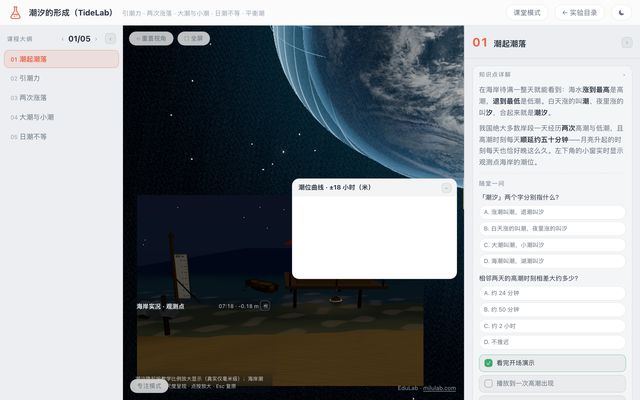 潮汐的形成（TideLab）
引潮力 · 两次涨落 · 大潮与小潮 · 日潮不等 · 平衡潮
课堂模式
← 实验目录
课程大纲
01/05
01 潮起潮落
02 引潮力
03 两次涨落
04 大潮与小潮
05 日潮不等
重置视角
全屏
潮位曲线 · ±18 小时（米）
海岸实况 · 观测点
07:18 · -0.18 m
专注模式
EduLab · milulab.com
01 潮起潮落
知识点详解
在海岸待满一整天就能看到：海水涨到最高是高
潮，退到最低是低潮。白天涨的叫潮，夜里涨的
叫汐，合起来就是潮汐。
我国绝大多数岸段一天经历两次高潮与低潮，且
高潮时刻每天顺延约五十分钟——月亮升起的时
刻每天也恰好晚这么久。左下角的小窗实时显示
观测点海岸的潮位。
随堂一问
「潮汐」两个字分别指什么？
A. 涨潮叫潮，退潮叫汐
B. 白天涨的叫潮，夜里涨的叫汐
C. 大潮叫潮，小潮叫汐
D. 海潮叫潮，湖潮叫汐
相邻两天的高潮时刻相差大约多少？
A. 约 24 分钟
B. 约 50 分钟
C. 约 2 小时
D. 不推迟
看完开场演示
播放到一次高潮出现